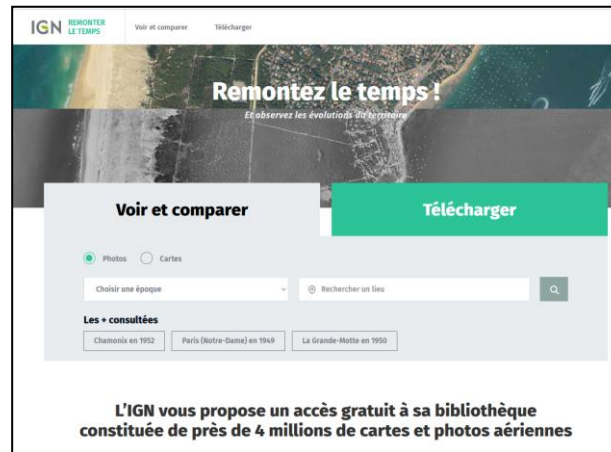 IGN REMONTER
LE TEMPS
Voir et comparer Télécharger
Remontez le temps !
Et observez les évolutions du territoire
Voir et comparer Télécharger
Photos Cartes
Choisir une époque Rechercher un lieu
Les + consultées
Chamonix en 1952 Paris (Notre-Dame) en 1949 La Grande-Motte en 1950
L’IGN vous propose un accès gratuit à sa bibliothèque
constituée de près de 4 millions de cartes et photos aériennes